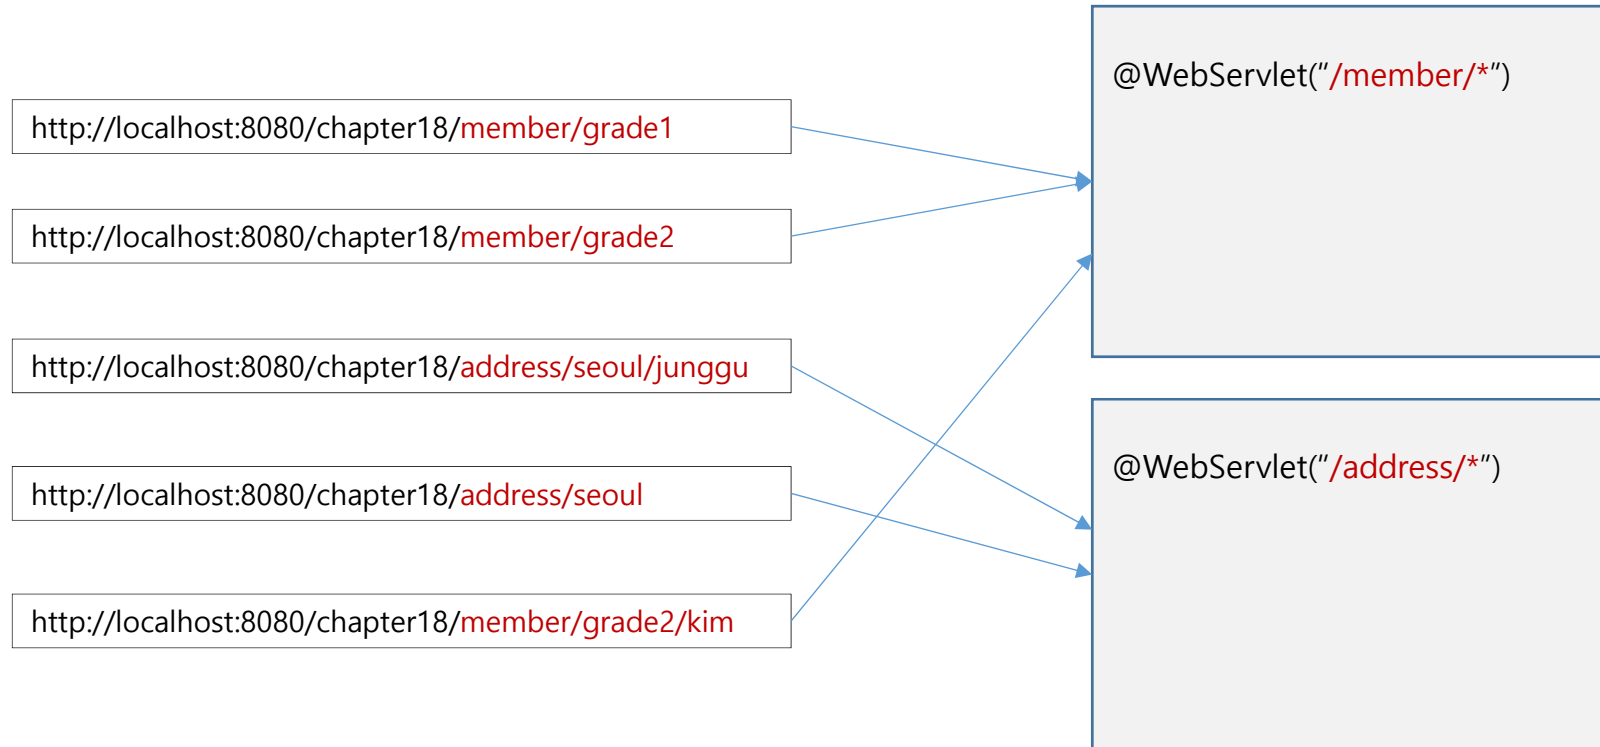 @WebServlet("/member/*")
http://localhost:8080/chapter18/member/grade1
http://localhost:8080/chapter18/member/grade2
http://localhost:8080/chapter18/address/seoul/junggu
@WebServlet("/address/*")
http://localhost:8080/chapter18/address/seoul
http://localhost:8080/chapter18/member/grade2/kim